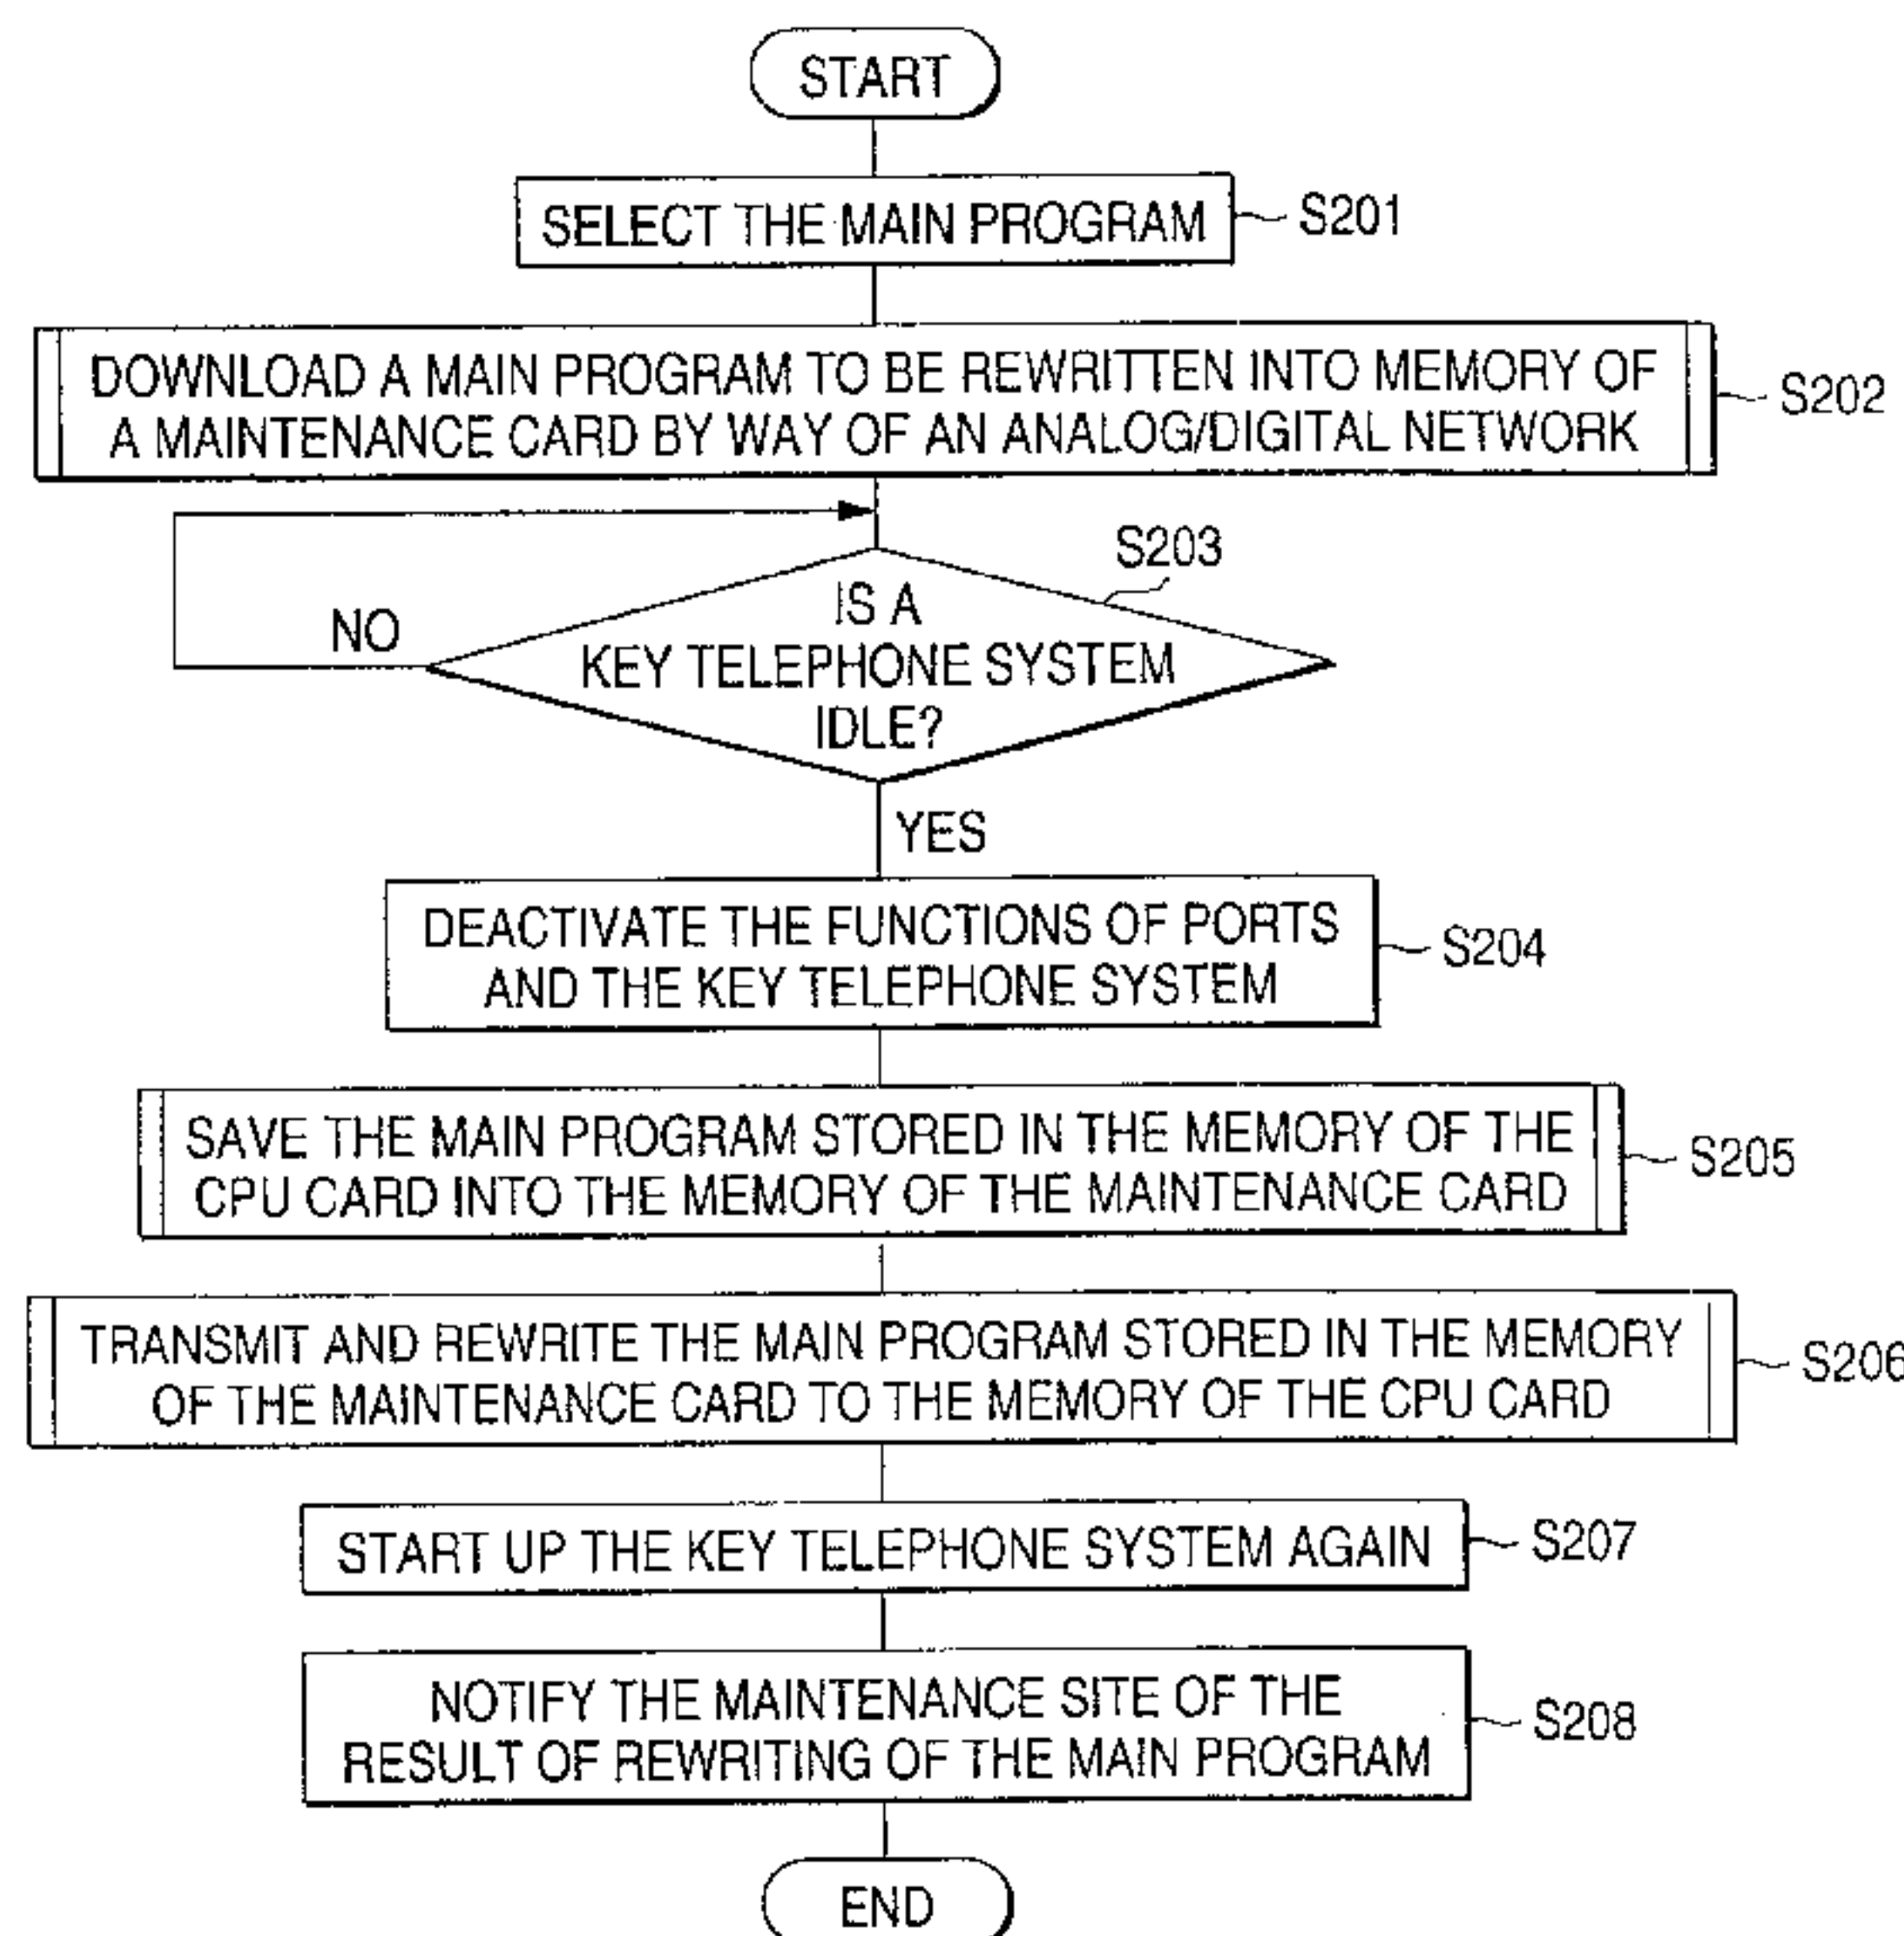 START
SELECT THE MAIN PROGRAM
S201
DOWNLOAD A MAIN PROGRAM TO BE REWRITTEN INTO MEMORY OF
A MAINTENANCE CARD BY WAY OF AN ANALOG/DIGITAL NETWORK
S202
S203
IS A
KEY TELEPHONE SYSTEM
IDLE?
NO
YES
DEACTIVATE THE FUNCTIONS OF PORTS
AND THE KEY TELEPHONE SYSTEM
S204
SAVE THE MAIN PROGRAM STORED IN THE MEMORY OF THE
CPU CARD INTO THE MEMORY OF THE MAINTENANCE CARD
S205
TRANSMIT AND REWRITE THE MAIN PROGRAM STORED IN THE MEMORY
OF THE MAINTENANCE CARD TO THE MEMORY OF THE CPU CARD
S206
START UP THE KEY TELEPHONE SYSTEM AGAIN
S207
NOTIFY THE MAINTENANCE SITE OF THE
RESULT OF REWRITING OF THE MAIN PROGRAM
S208
END